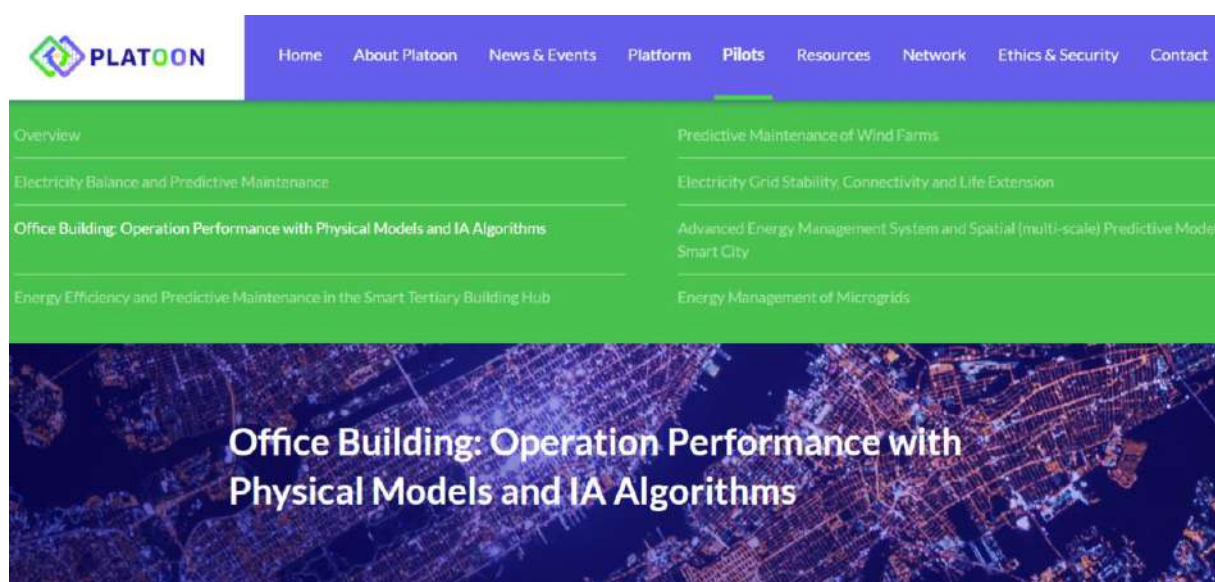 PLATOON
Home About Platoon News & Events Platform Pilots Resources Network Ethics & Security Contact
Overview
Electricity Balance and Predictive Maintenance
Office Building: Operation Performance with Physical Models and IA Algorithms
Energy Efficiency and Predictive Maintenance in the Smart Tertiary Building Hub
Predictive Maintenance of Wind Farms
Electricity Grid Stability, Connectivity and Life Extension
Advanced Energy Management System and Spatial (multi-scale) Predictive Mode
Smart City
Energy Management of Microgrids
Office Building: Operation Performance with
Physical Models and IA Algorithms